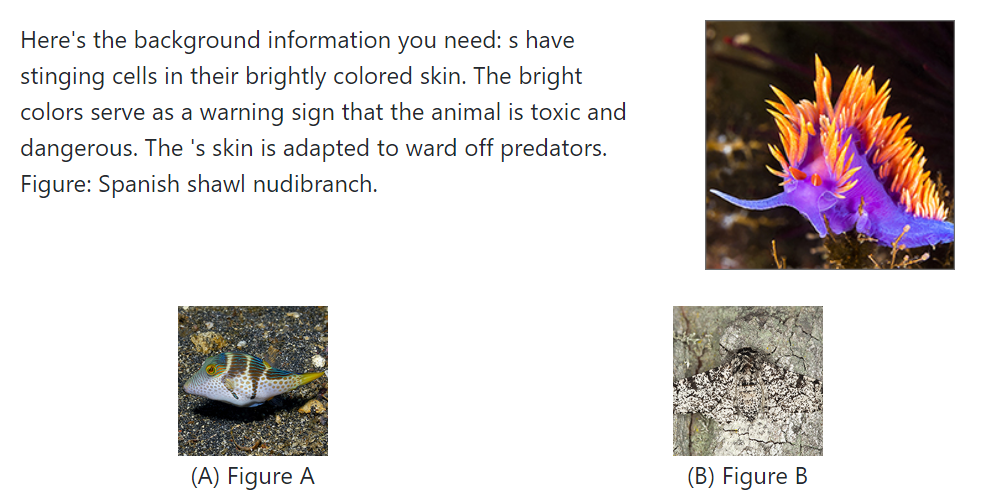 Here's the background information you need: s have
stinging cells in their brightly colored skin. The bright
colors serve as a warning sign that the animal is toxic and
dangerous. The 's skin is adapted to ward off predators.
Figure: Spanish shawl nudibranch.
(A) Figure A
(B) Figure B